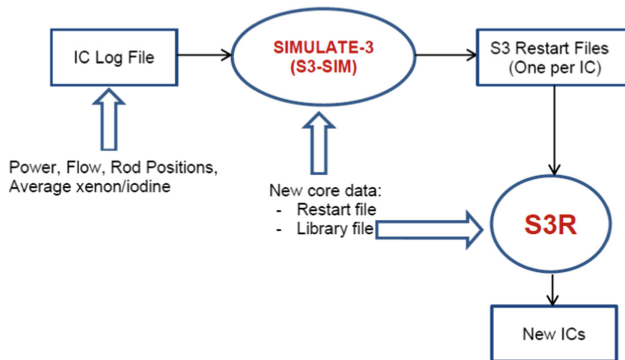 IC Log File
SIMULATE-3
(S3-SIM)
S3 Restart Files
(One per IC)
Power, Flow, Rod Positions,
Average xenon/iodine
New core data:
- Restart file
- Library file
S3R
New ICs